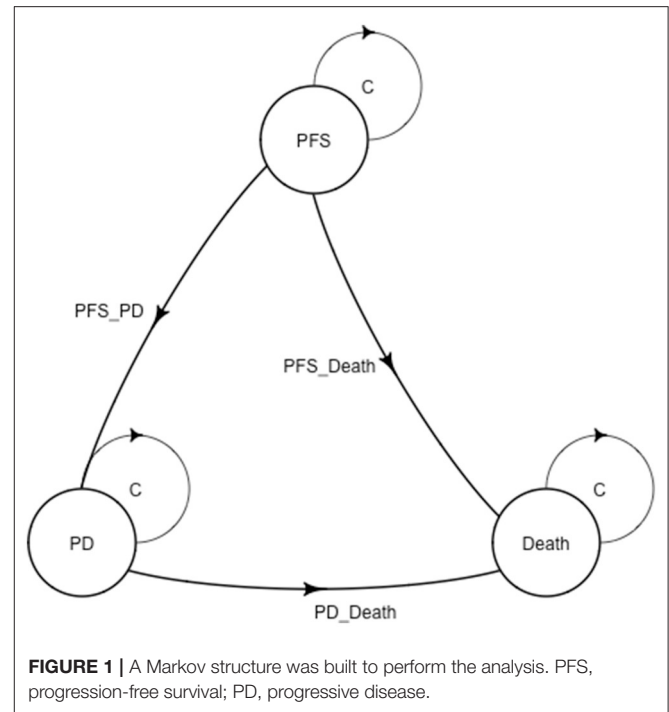 C
PFS
PFS_PD
PFS_Death
C
C
PD
Death
PD_Death
FIGURE 1 | A Markov structure was built to perform the analysis. PFS,
progression-free survival; PD, progressive disease.